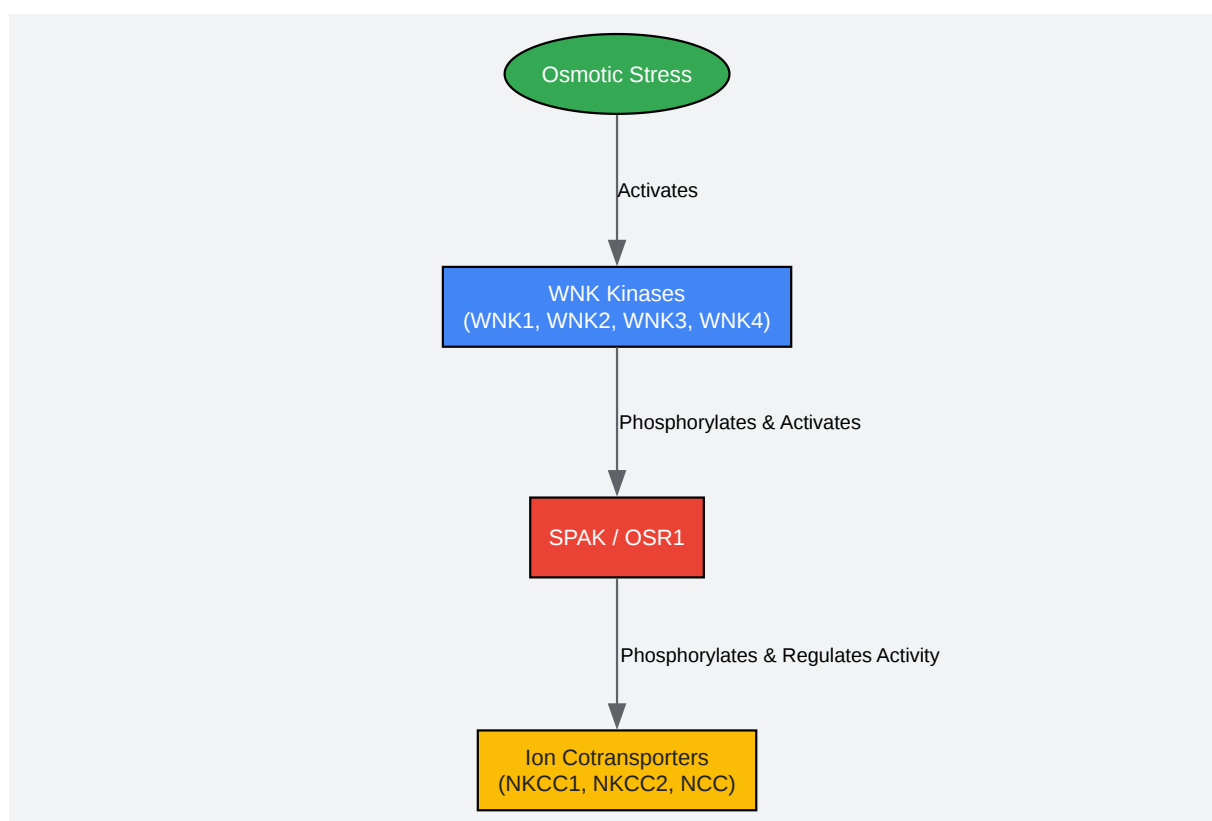 Osmotic Stress
Activates
WNK Kinases
(WNK1, WNK2, WNK3, WNK4)
Phosphorylates & Activates
SPAK / OSR1
Phosphorylates & Regulates Activity
Ion Cotransporters
(NKCC1, NKCC2, NCC)